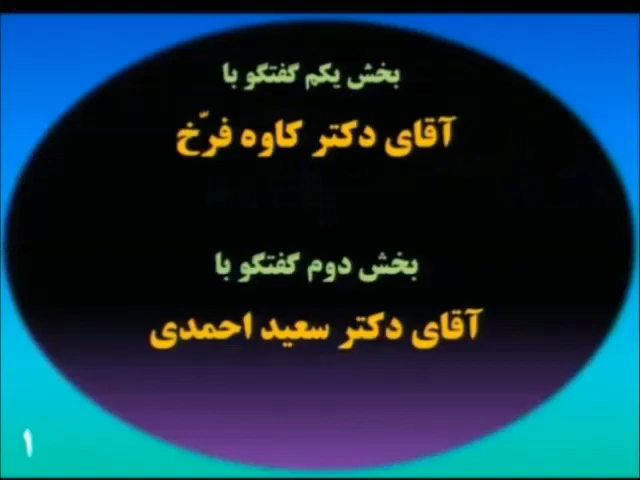 بخش یکم گفتگو با
آقای دکتر کاوه فرّخ
بخش دوم گفتگو با
آقای دکتر سعید احمدی
۱